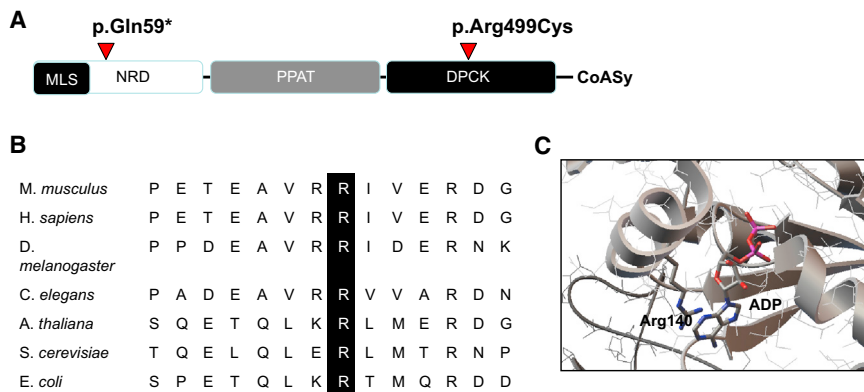 A
p.Gln59*
p.Arg499Cys
MLS
NRD
PPAT
DPCK
CoASy
B
M. musculus P E T E A V R R I V E R D G
H. sapiens P E T E A V R R I V E R D G
D. melanogaster P P D E A V R R I D E R N K
C. elegans P A D E A V R R V V A R D N
A. thaliana S Q E T Q L K R L M E R D G
S. cerevisiae T Q E L Q L E R L M T R N P
E. coli S P E T Q L K R T M Q R D D
C
Arg140
ADP